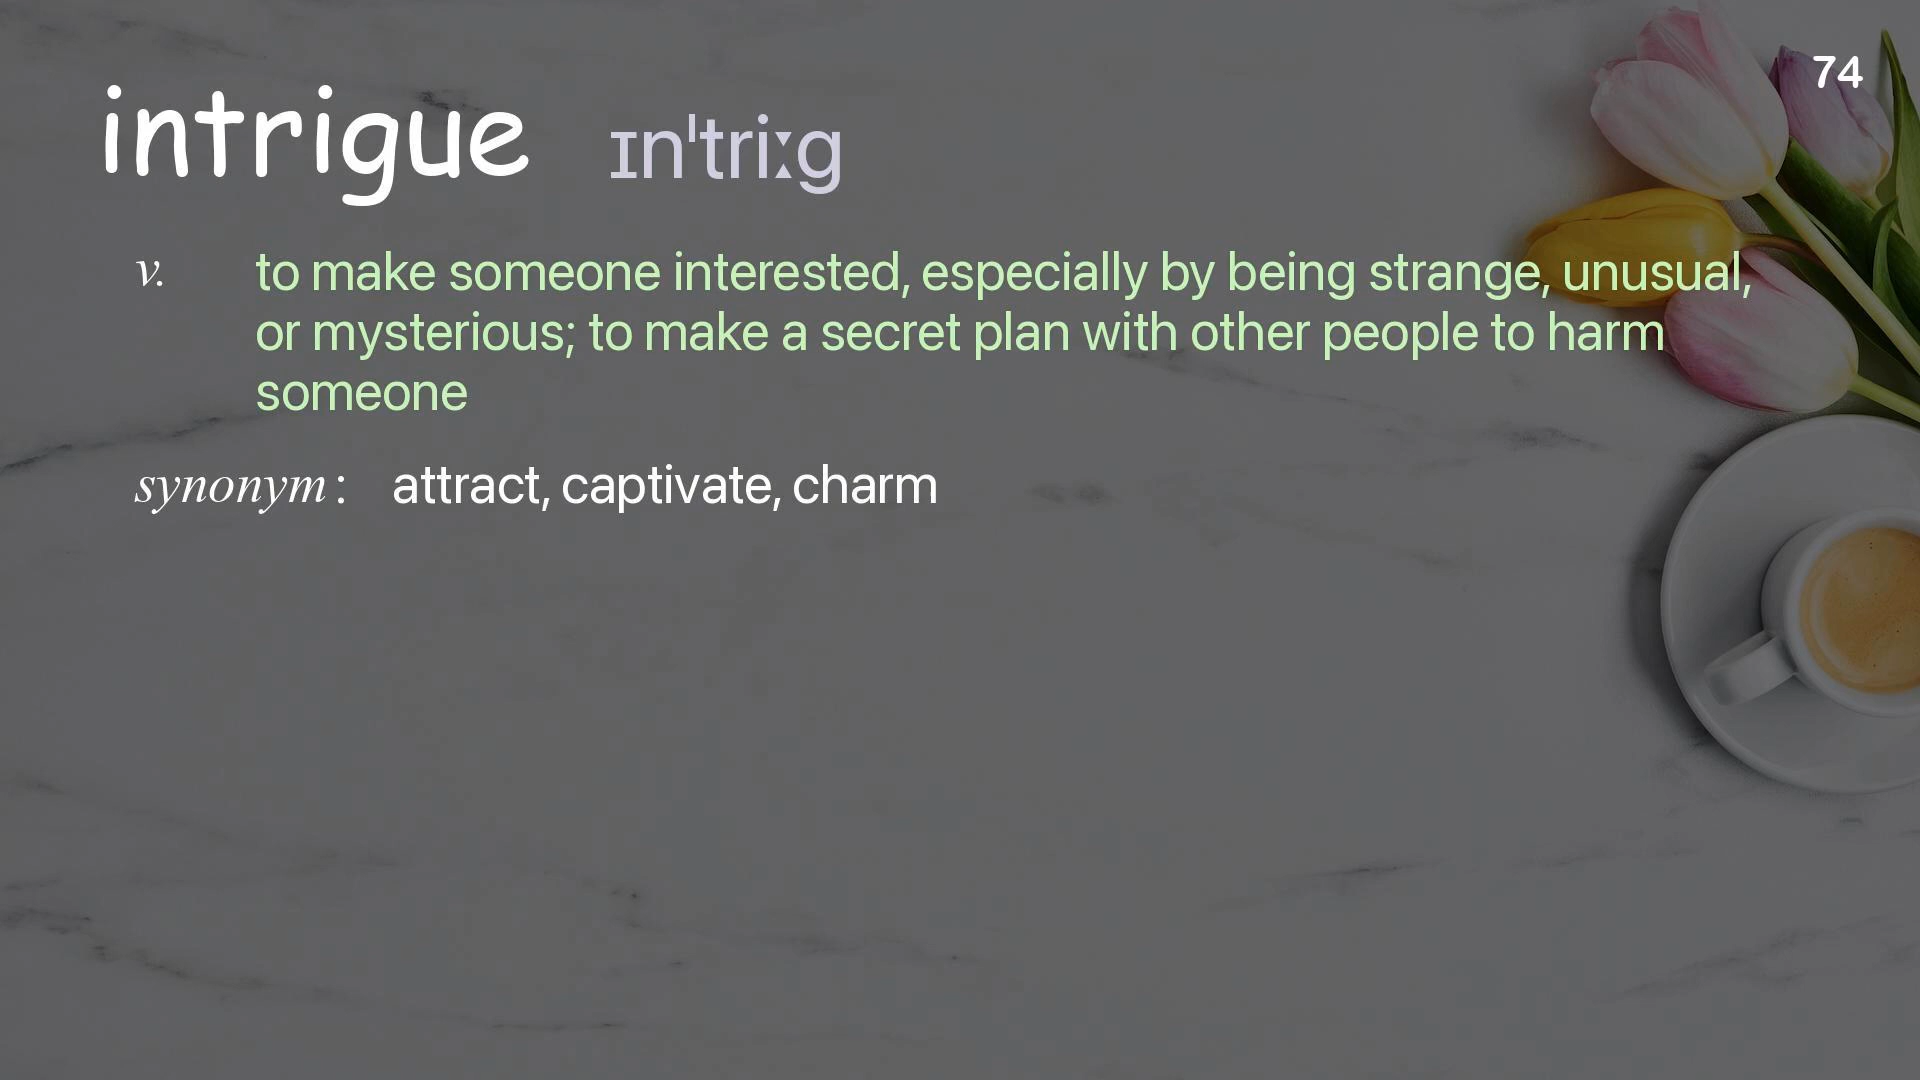 74
intrigue ɪnˈtriːg
v. to make someone interested, especially by being strange, unusual,
or mysterious; to make a secret plan with other people to harm
someone
synonym : attract, captivate, charm